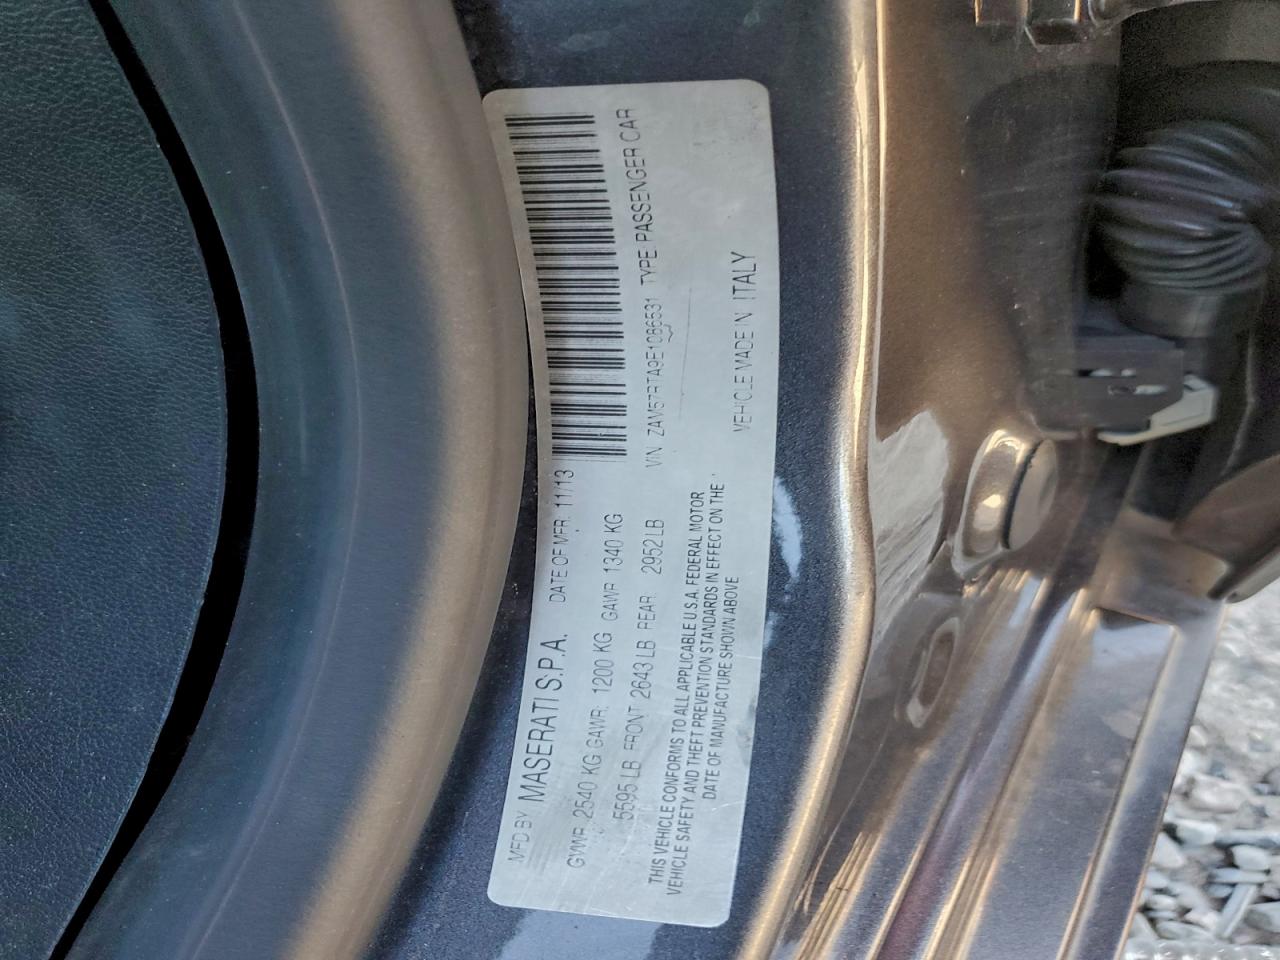 MFD BY MASERATI S.P.A. DATE OF MFR. 11/13
GVWR 2540 KG GAWR: 1200 KG GAWR 1340 KG
5595 LB FRONT 2643 LB REAR 2952 LB
VIN ZAM57RTA9E1086531 TYPE: PASSENGER CAR
THIS VEHICLE CONFORMS TO ALL APPLICABLE U.S.A. FEDERAL MOTOR
VEHICLE SAFETY AND THEFT PREVENTION STANDARDS IN EFFECT ON THE
DATE OF MANUFACTURE SHOWN ABOVE
VEHICLE MADE IN ITALY